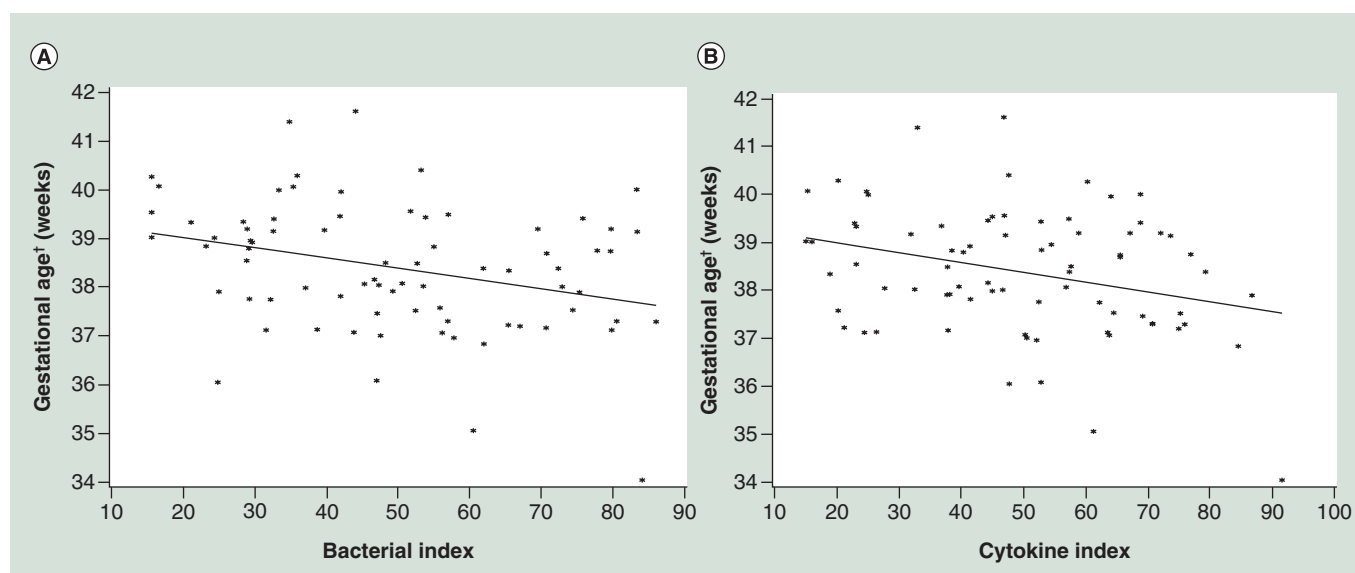 A
Gestational age† (weeks)
42
41
40
39
38
37
36
35
34
10 20 30 40 50 60 70 80 90
Bacterial index
B
Gestational age† (weeks)
42
41
40
39
38
37
36
35
34
10 20 30 40 50 60 70 80 90 100
Cytokine index